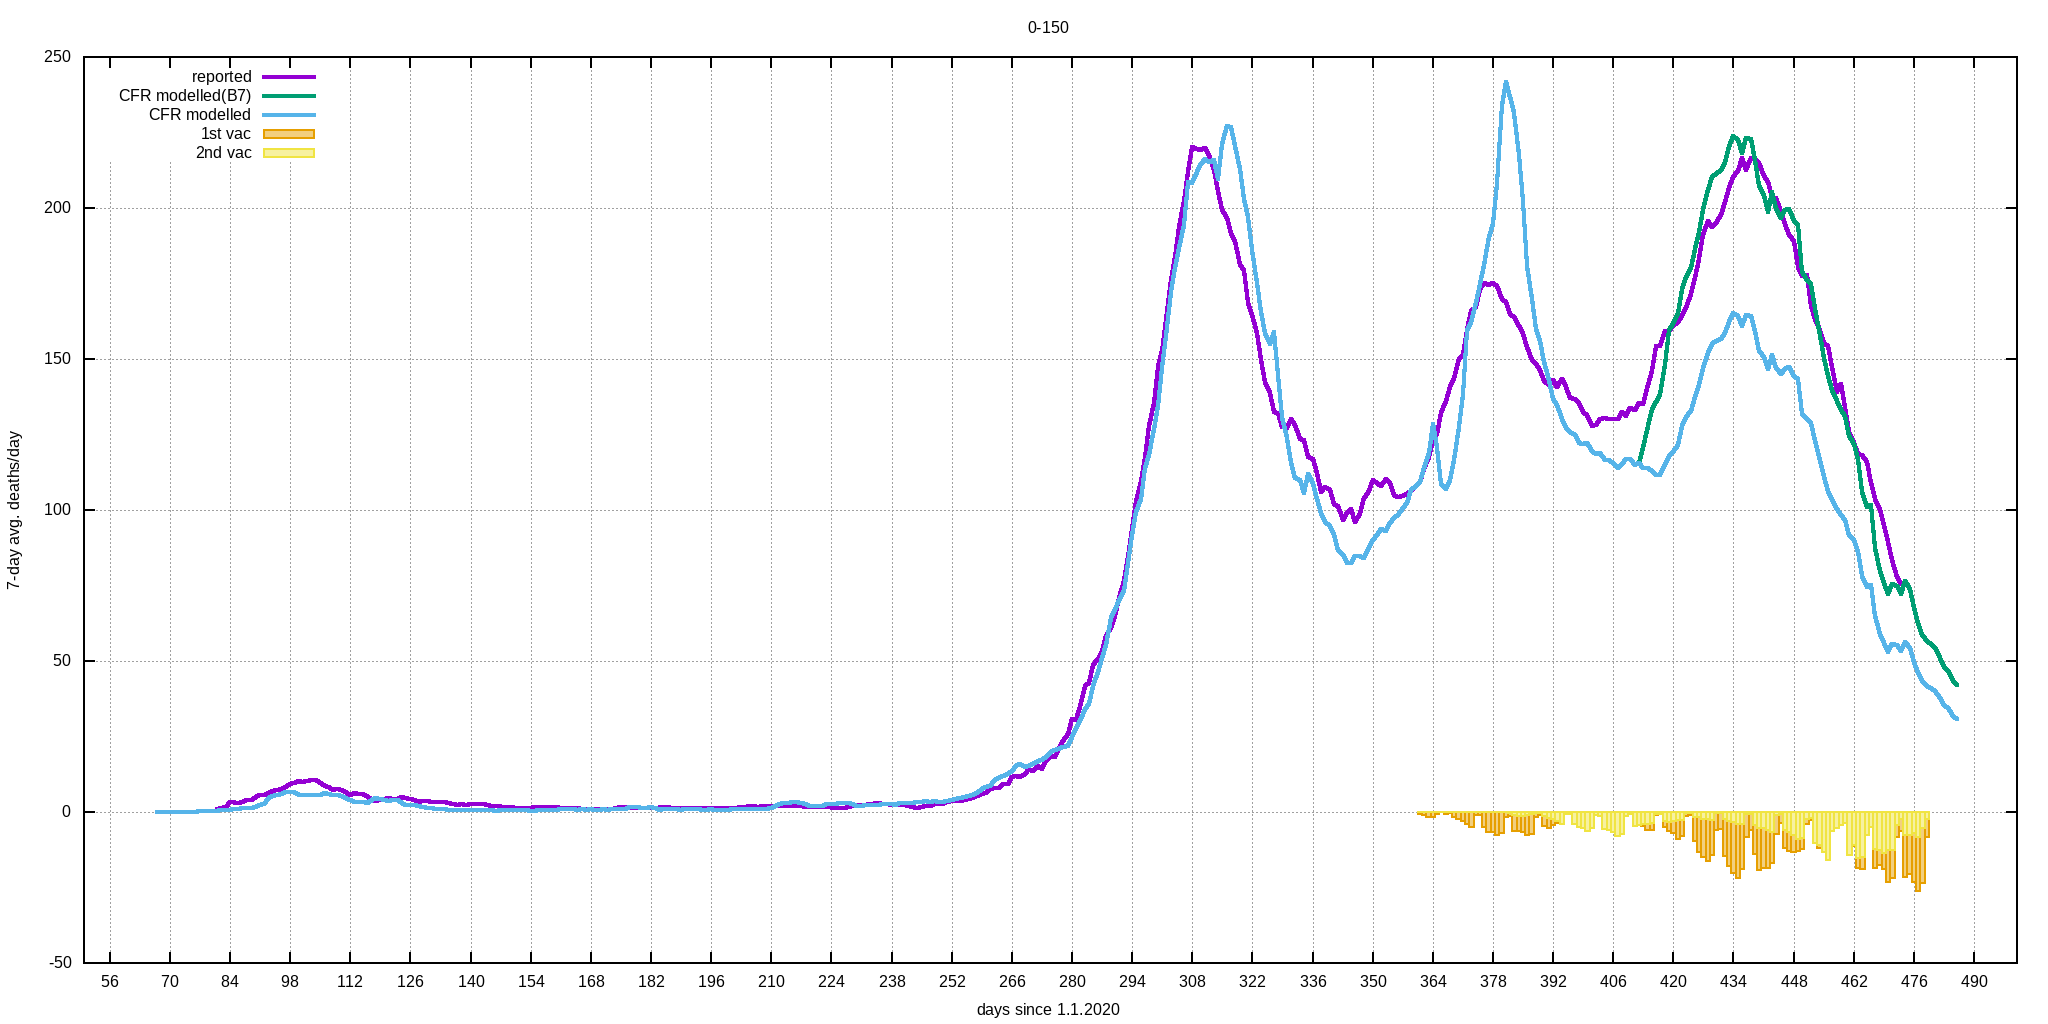 0-150
250
200
150
100
50
0
-50
7-day avg. deaths/day
reported
CFR modelled(B7)
CFR modelled
1st vac
2nd vac
56 70 84 98 112 126 140 154 168 182 196 210 224 238 252 266 280 294 308 322 336 350 364 378 392 406 420 434 448 462 476 490
days since 1.1.2020